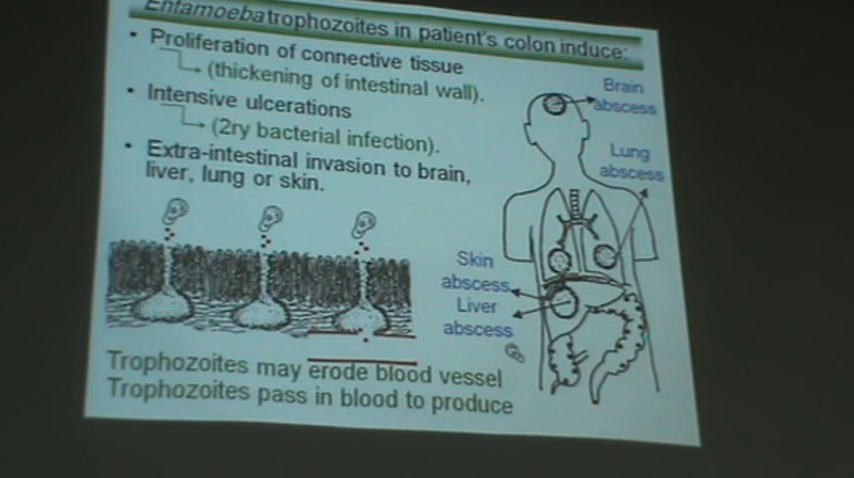 Entamoeba trophozoites in patient's colon induce:
• Proliferation of connective tissue
(thickening of intestinal wall).
• Intensive ulcerations
(2ry bacterial infection).
• Extra-intestinal invasion to brain,
liver, lung or skin.
Brain
abscess
Lung
abscess
Skin
abscess
Liver
abscess
Trophozoites may erode blood vessel
Trophozoites pass in blood to produce